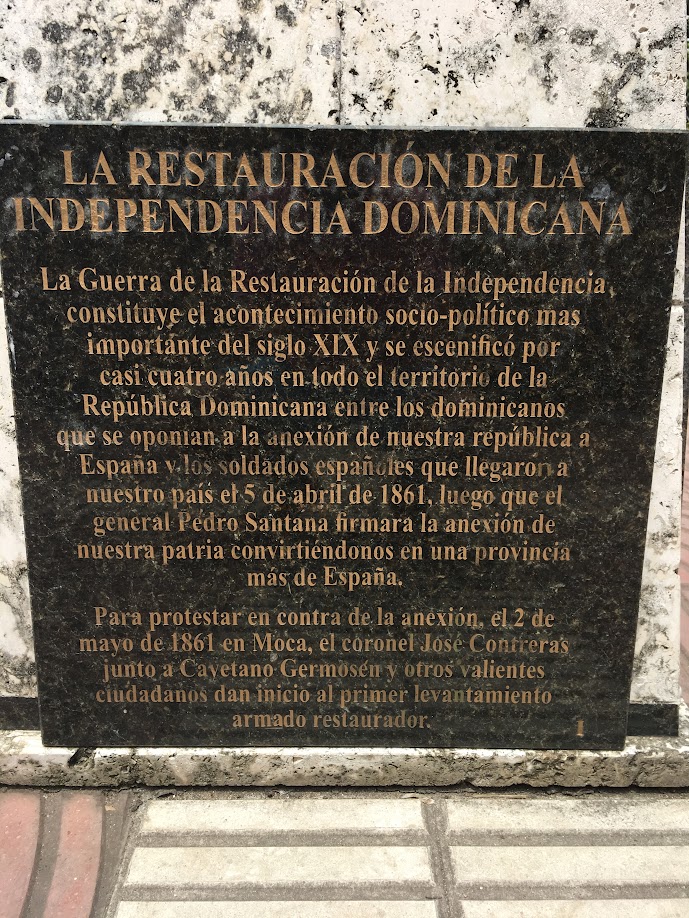 LA RESTAURACIÓN DE LA
INDEPENDENCIA DOMINICANA
La Guerra de la Restauración de la Independencia
constituye el acontecimiento socio-político mas
importánte del siglo XIX y se escenificó por
casi cuatro años en todo el territorio de la
República Dominicana entre los dominicanos
que se oponian a la anexión de nuestra república a
España y los soldados españoles que llegaron a
nuestro país el 5 de abril de 1861, luego que el
general Pedro Santana firmara la anexión de
nuestra patria convirtiéndonos en una provincia
más de España.
Para protestar en contra de la anexión, el 2 de
mayo de 1861 en Moca, el coronel José Contreras
junto a Cayetano Germosén y otros valientes
ciudadanos dan inicio al primer levantamiento
armado restaurador.
1